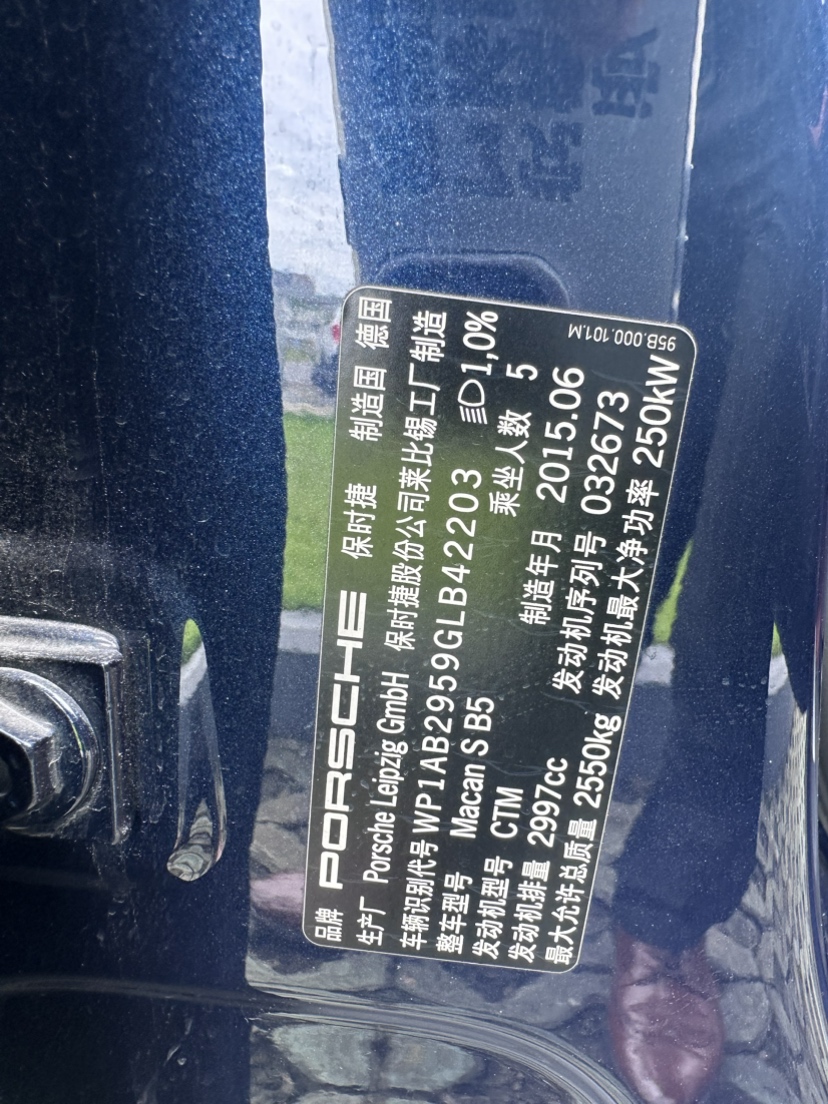 品牌 PORSCHE 保时捷 制造国 德国
生产厂 Porsche Leipzig GmbH 保时捷股份公司莱比锡工厂制造
车辆识别代号 WP1AB2959GLB42203 1,0%
整车型号 Macan S B5 乘坐人数 5
发动机型号 CTM 制造年月 2015.06
发动机排量 2997cc 发动机序列号 032673
最大允许总质量 2550kg 发动机最大净功率 250kW
95B.000.101.M